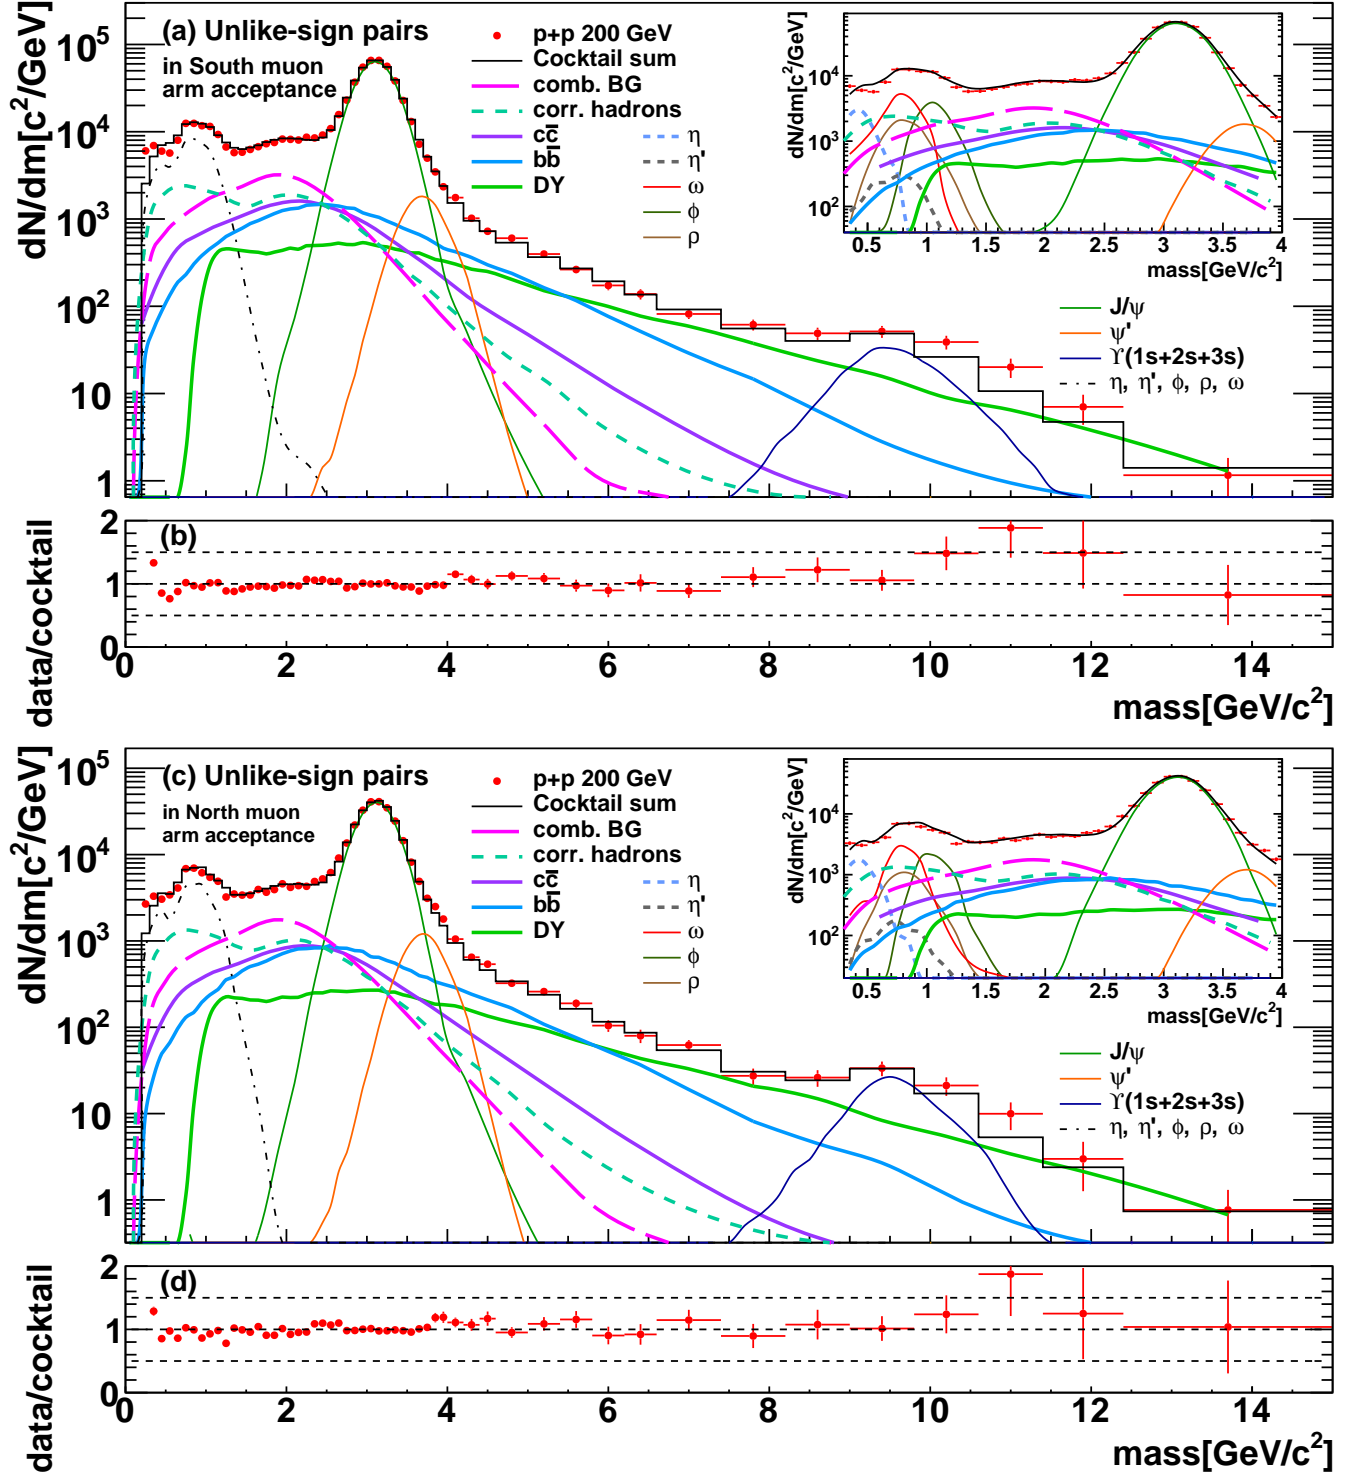 (a) Unlike-sign pairs
in South muon
arm acceptance
p+p 200 GeV
Cocktail sum
comb. BG
corr. hadrons
cc̅
bb̅
DY
η
η'
ω
ϕ
ρ
J/ψ
ψ'
ϒ(1s+2s+3s)
η, η', ϕ, ρ, ω
dN/dm[c²/GeV]
10⁵
10⁴
10³
10²
10
1
dN/dm[c²/GeV]
10⁴
10³
10²
0.5 1 1.5 2 2.5 3 3.5 4
mass[GeV/c²]
(b)
data/cocktail
2
1
0
0 2 4 6 8 10 12 14
mass[GeV/c²]
(c) Unlike-sign pairs
in North muon
arm acceptance
p+p 200 GeV
Cocktail sum
comb. BG
corr. hadrons
cc̅
bb̅
DY
η
η'
ω
ϕ
ρ
J/ψ
ψ'
ϒ(1s+2s+3s)
η, η', ϕ, ρ, ω
dN/dm[c²/GeV]
10⁵
10⁴
10³
10²
10
1
dN/dm[c²/GeV]
10⁴
10³
10²
0.5 1 1.5 2 2.5 3 3.5 4
mass[GeV/c²]
(d)
data/cocktail
2
1
0
0 2 4 6 8 10 12 14
mass[GeV/c²]